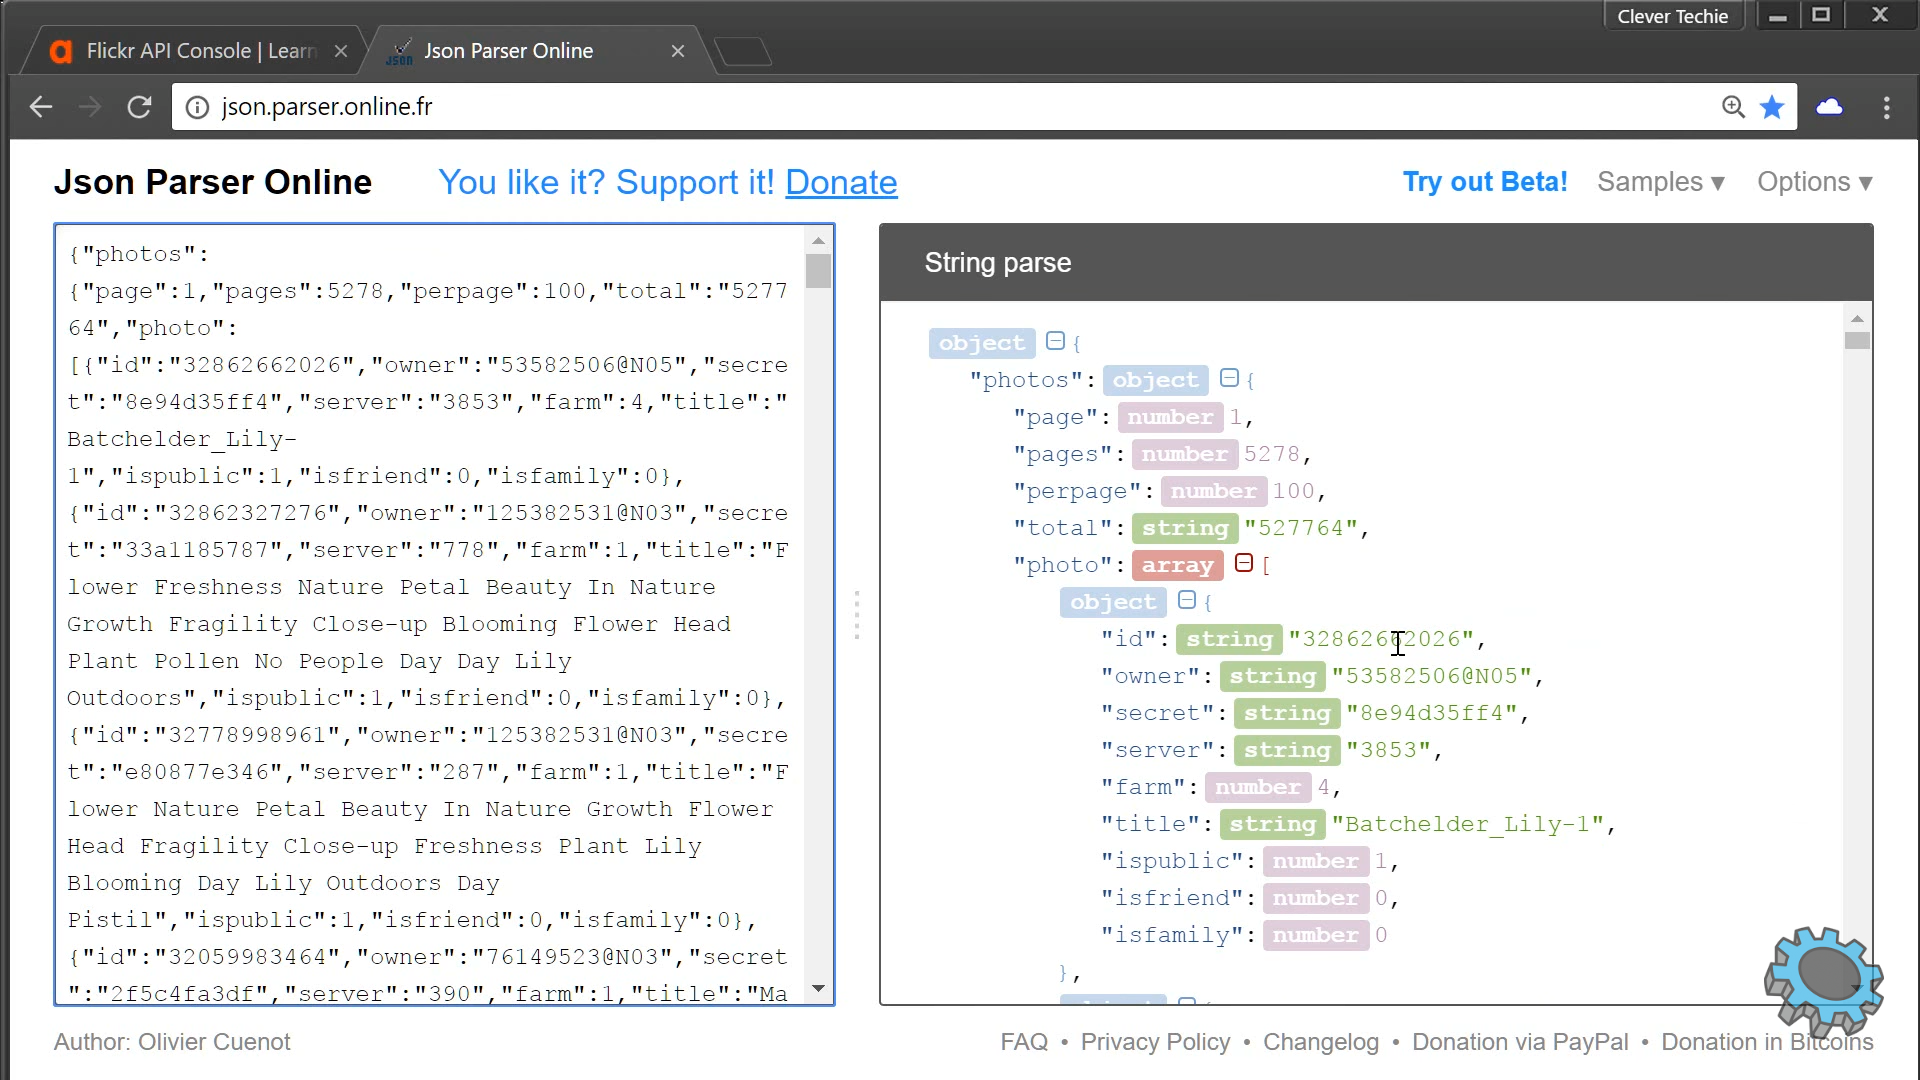 Clever Techie
Flickr API Console | Learn
Json Parser Online
json.parser.online.fr
Json Parser Online
You like it? Support it! Donate
Try out Beta!
Samples ▾
Options ▾
{"photos":
{"page":1,"pages":5278,"perpage":100,"total":"5277
64","photo":
[{"id":"32862662026","owner":"53582506@N05","secre
t":"8e94d35ff4","server":"3853","farm":4,"title":"
Batchelder_Lily-
1","ispublic":1,"isfriend":0,"isfamily":0},
{"id":"32862327276","owner":"125382531@N03","secre
t":"33a1185787","server":"778","farm":1,"title":"F
lower Freshness Nature Petal Beauty In Nature
Growth Fragility Close-up Blooming Flower Head
Plant Pollen No People Day Day Lily
Outdoors","ispublic":1,"isfriend":0,"isfamily":0},
{"id":"32778998961","owner":"125382531@N03","secre
t":"e80877e346","server":"287","farm":1,"title":"F
lower Nature Petal Beauty In Nature Growth Flower
Head Fragility Close-up Freshness Plant Lily
Blooming Day Lily Outdoors Day
Pistil","ispublic":1,"isfriend":0,"isfamily":0},
{"id":"32059983464","owner":"76149523@N03","secret
":"2f5c4fa3df","server":"390","farm":1,"title":"Ma
String parse
object {
"photos": object {
"page": number 1,
"pages": number 5278,
"perpage": number 100,
"total": string "527764",
"photo": array [
object {
"id": string "32862662026",
"owner": string "53582506@N05",
"secret": string "8e94d35ff4",
"server": string "3853",
"farm": number 4,
"title": string "Batchelder_Lily-1",
"ispublic": number 1,
"isfriend": number 0,
"isfamily": number 0
},
Author: Olivier Cuenot
FAQ • Privacy Policy • Changelog • Donation via PayPal • Donation in Bitcoins